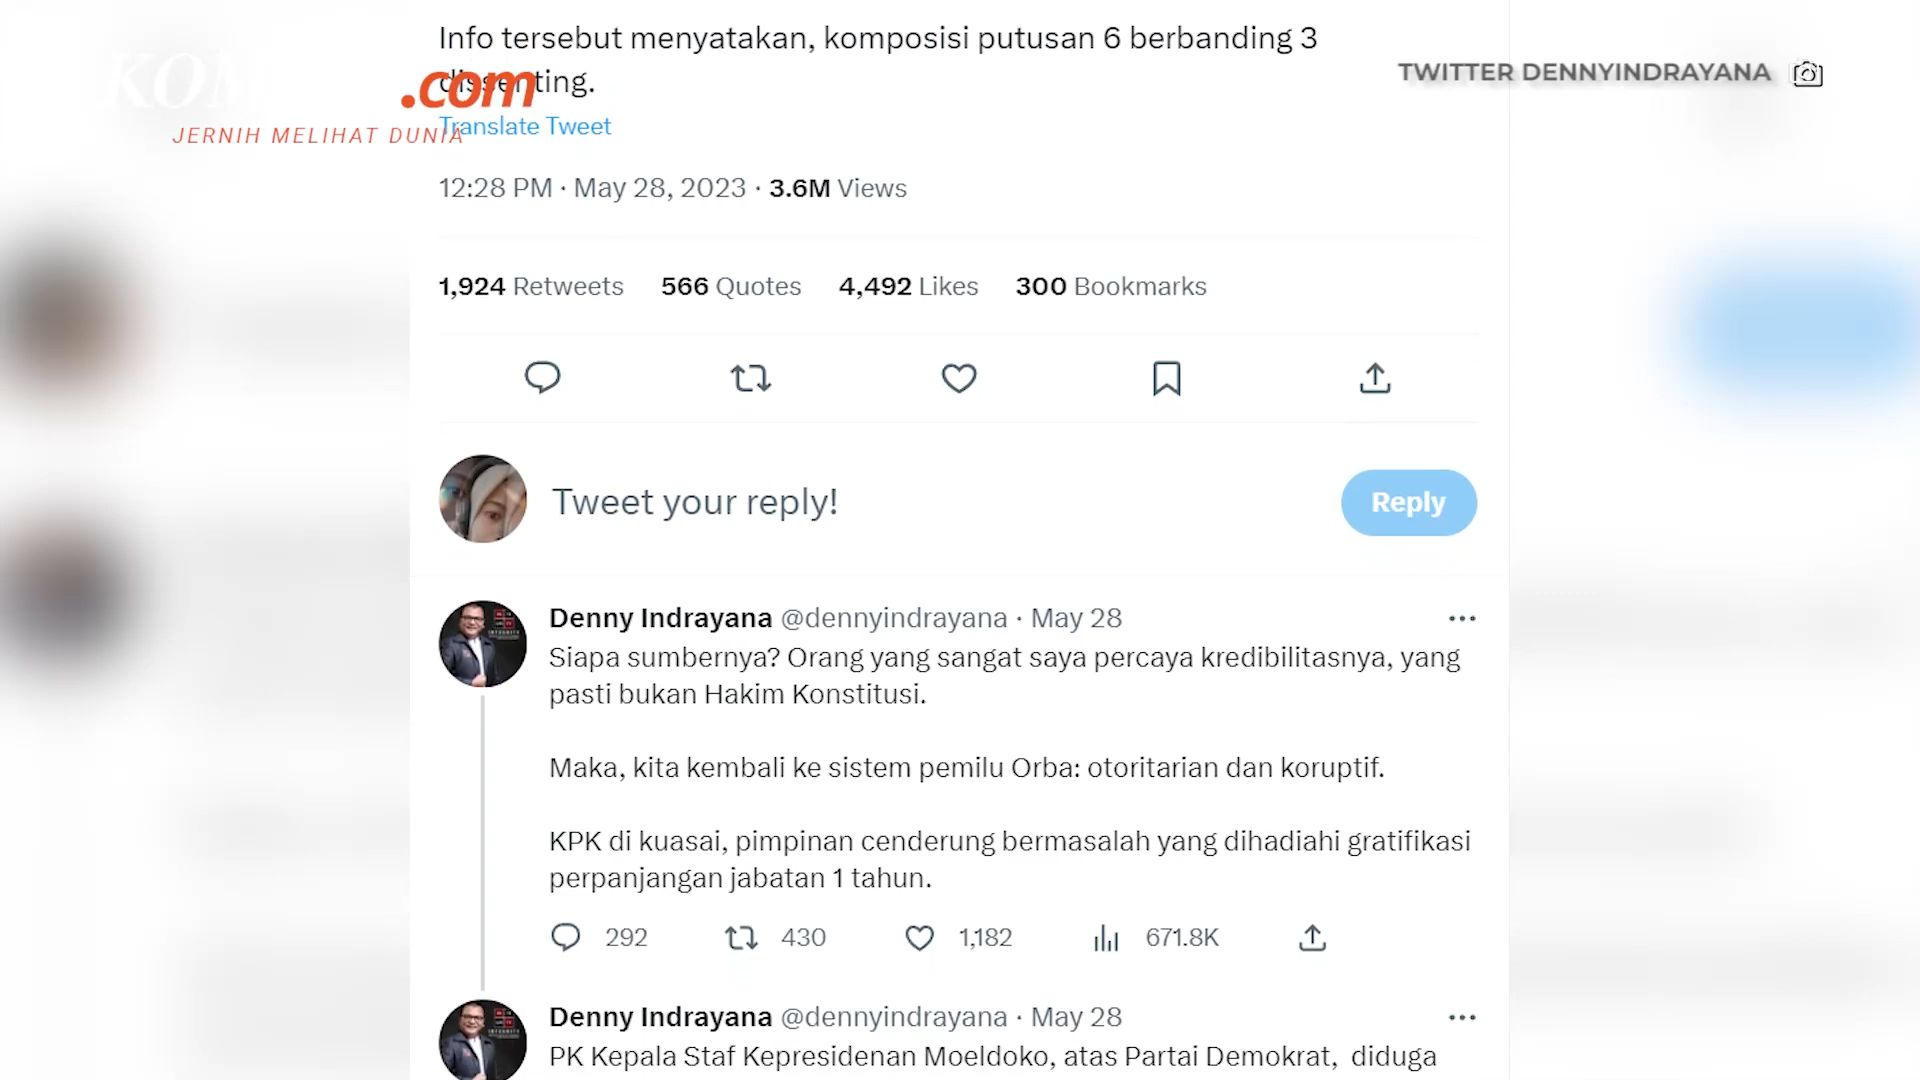 Info tersebut menyatakan, komposisi putusan 6 berbanding 3
dissenting.
KOM
.com
JERNIH MELIHAT DUNIA
TWITTER DENNYINDRAYANA
Translate Tweet
12:28 PM · May 28, 2023 · 3.6M Views
1,924 Retweets 566 Quotes 4,492 Likes 300 Bookmarks
Tweet your reply!
Reply
Denny Indrayana @dennyindrayana · May 28
Siapa sumbernya? Orang yang sangat saya percaya kredibilitasnya, yang
pasti bukan Hakim Konstitusi.
Maka, kita kembali ke sistem pemilu Orba: otoritarian dan koruptif.
KPK di kuasai, pimpinan cenderung bermasalah yang dihadiahi gratifikasi
perpanjangan jabatan 1 tahun.
292 430 1,182 671.8K
Denny Indrayana @dennyindrayana · May 28
PK Kepala Staf Kepresidenan Moeldoko, atas Partai Demokrat, diduga